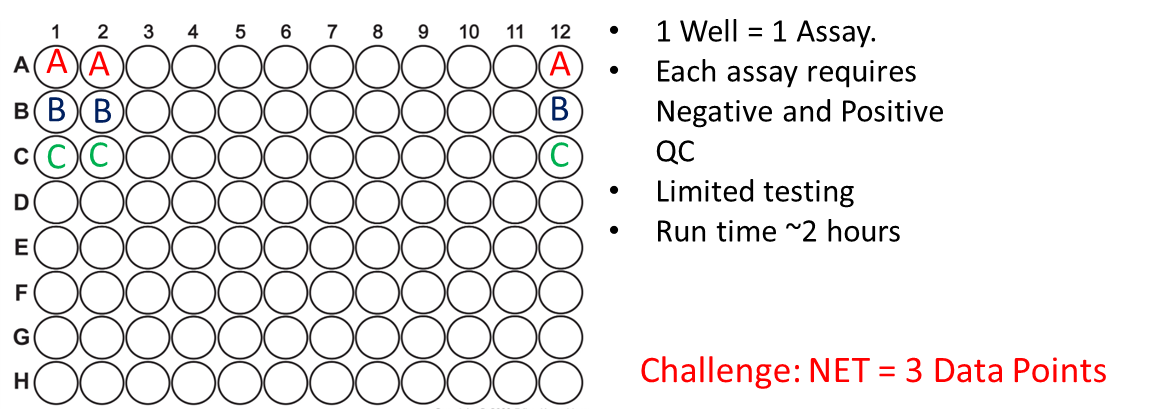 1 2 3 4 5 6 7 8 9 10 11 12
A A A A
B B B B
C C C C
D
E
F
G
H
• 1 Well = 1 Assay.
• Each assay requires
Negative and Positive
QC
• Limited testing
• Run time ~2 hours
Challenge: NET = 3 Data Points